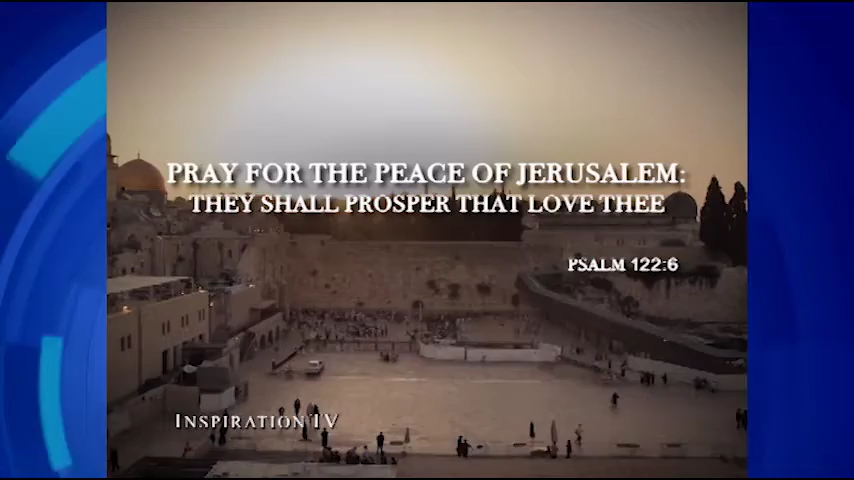 PRAY FOR THE PEACE OF JERUSALEM:
THEY SHALL PROSPER THAT LOVE THEE
PSALM 122:6
INSPIRATION TV